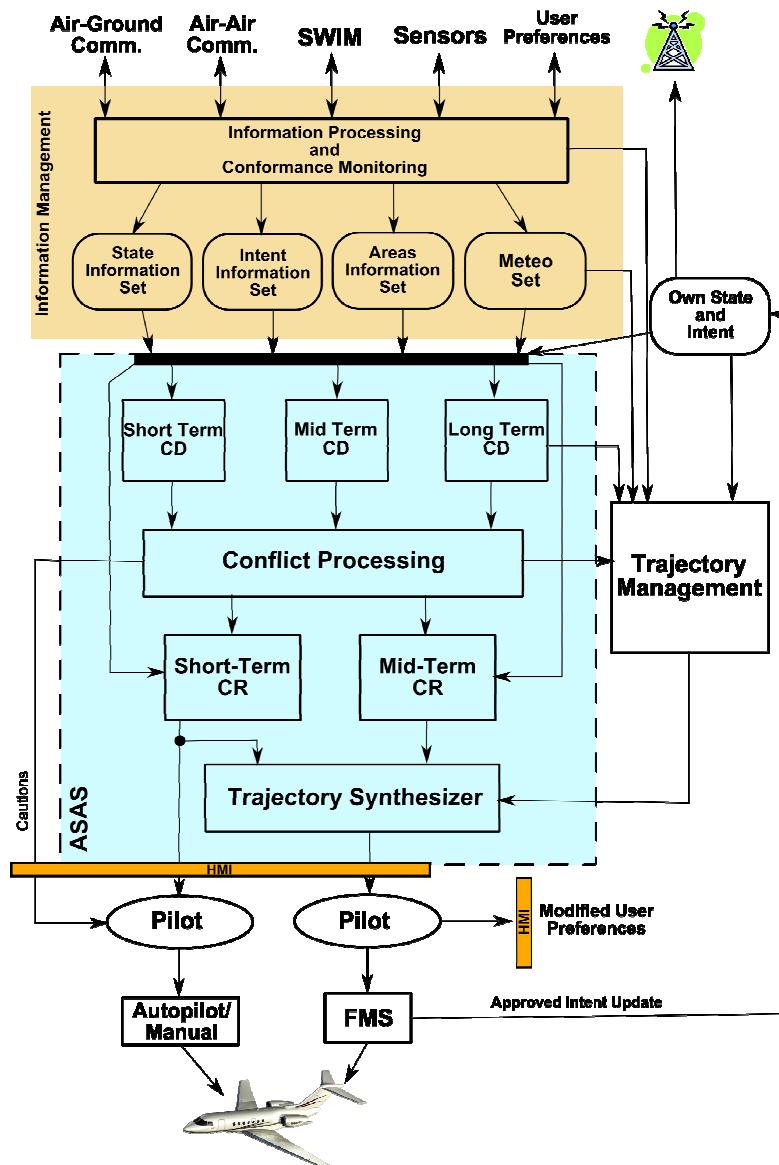 Air-Ground
Comm.
Air-Air
Comm.
SWIM
Sensors
User
Preferences
Information Management
Information Processing
and
Conformance Monitoring
State
Information
Set
Intent
Information
Set
Areas
Information
Set
Meteo
Set
Own State
and
Intent
Short Term
CD
Mid Term
CD
Long Term
CD
Conflict Processing
Trajectory
Management
Short-Term
CR
Mid-Term
CR
Trajectory Synthesizer
Cautions
ASAS
HMI
Pilot
Pilot
HMI
Modified User
Preferences
Autopilot/
Manual
FMS
Approved Intent Update